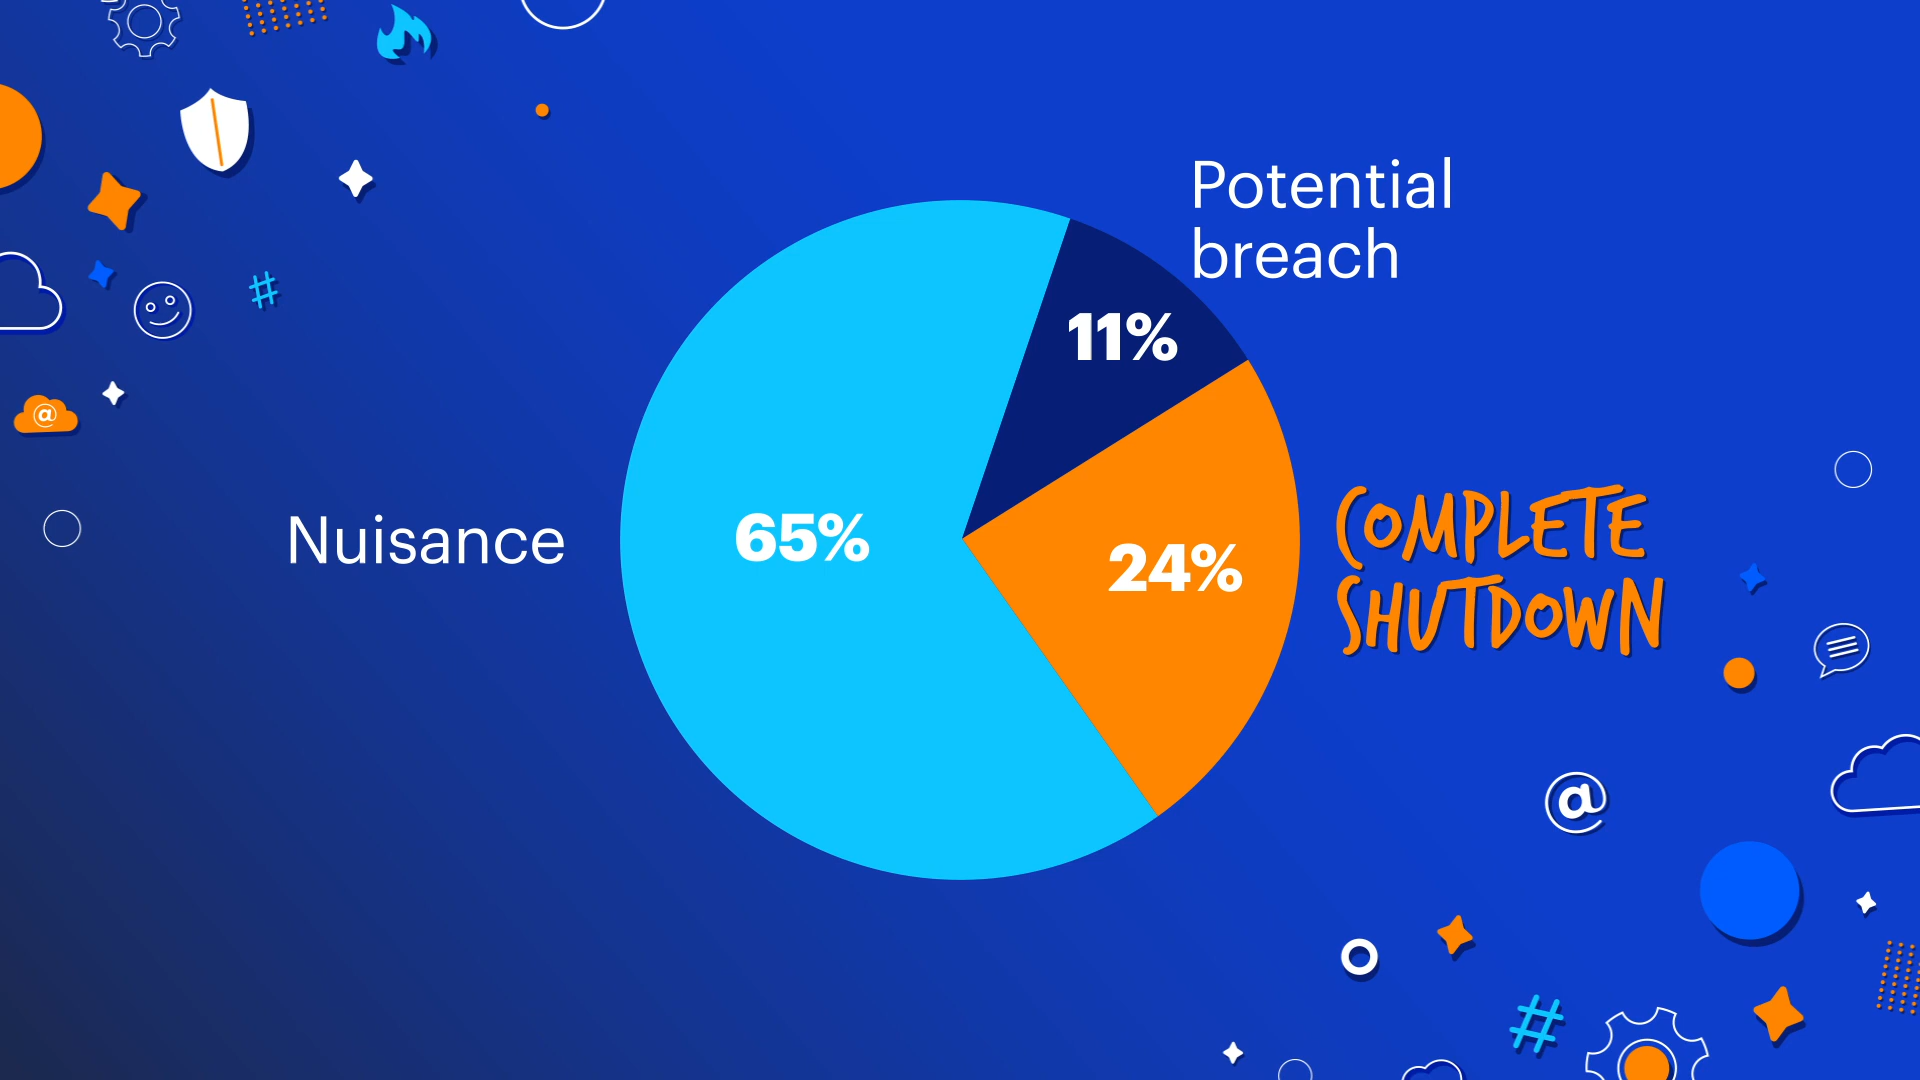 Potential
breach
11%
Nuisance
65%
24%
COMPLETE
SHUTDOWN
@
#
@
#